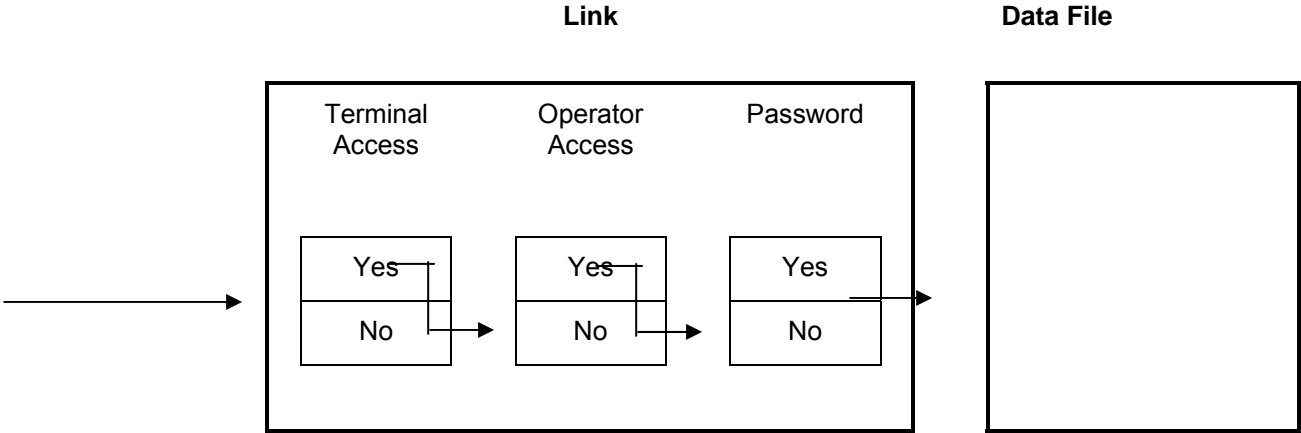 Link
Data File
Terminal
Access
Operator
Access
Password
Yes
Yes
Yes
No
No
No